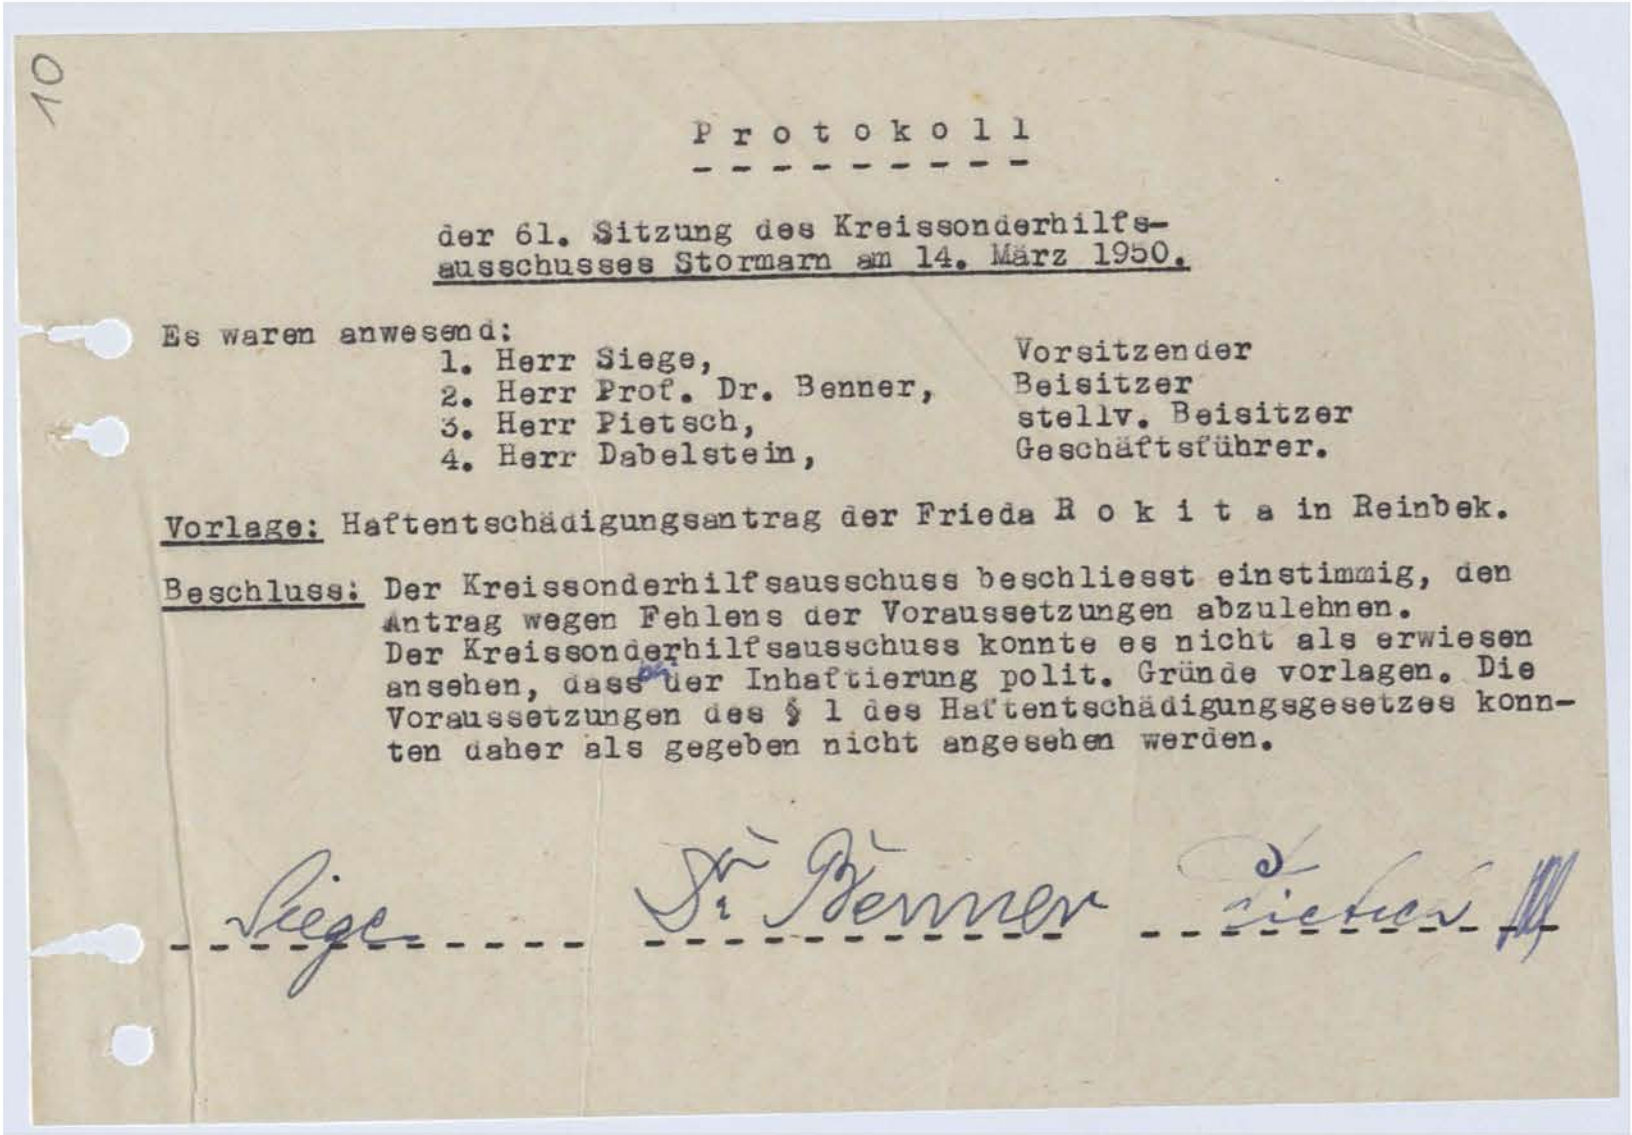 10
Protokoll
der 61. Sitzung des Kreissonderhilfs-
ausschusses Stormarn am 14. März 1950.
Es waren anwesend:
1. Herr Siege, Vorsitzender
2. Herr Prof. Dr. Benner, Beisitzer
3. Herr Pietsch, stellv. Beisitzer
4. Herr Dabelstein, Geschäftsführer.
Vorlage: Haftentschädigungsantrag der Frieda Rokita in Reinbek.
Beschluss: Der Kreissonderhilfsausschuss beschliesst einstimmig, den
Antrag wegen Fehlens der Voraussetzungen abzulehnen.
Der Kreissonderhilfsausschuss konnte es nicht als erwiesen
ansehen, dass bei der Inhaftierung polit. Gründe vorlagen. Die
Voraussetzungen des § 1 des Haftentschädigungsgesetzes konn-
ten daher als gegeben nicht angesehen werden.
Siege Dr Benner Pietsch